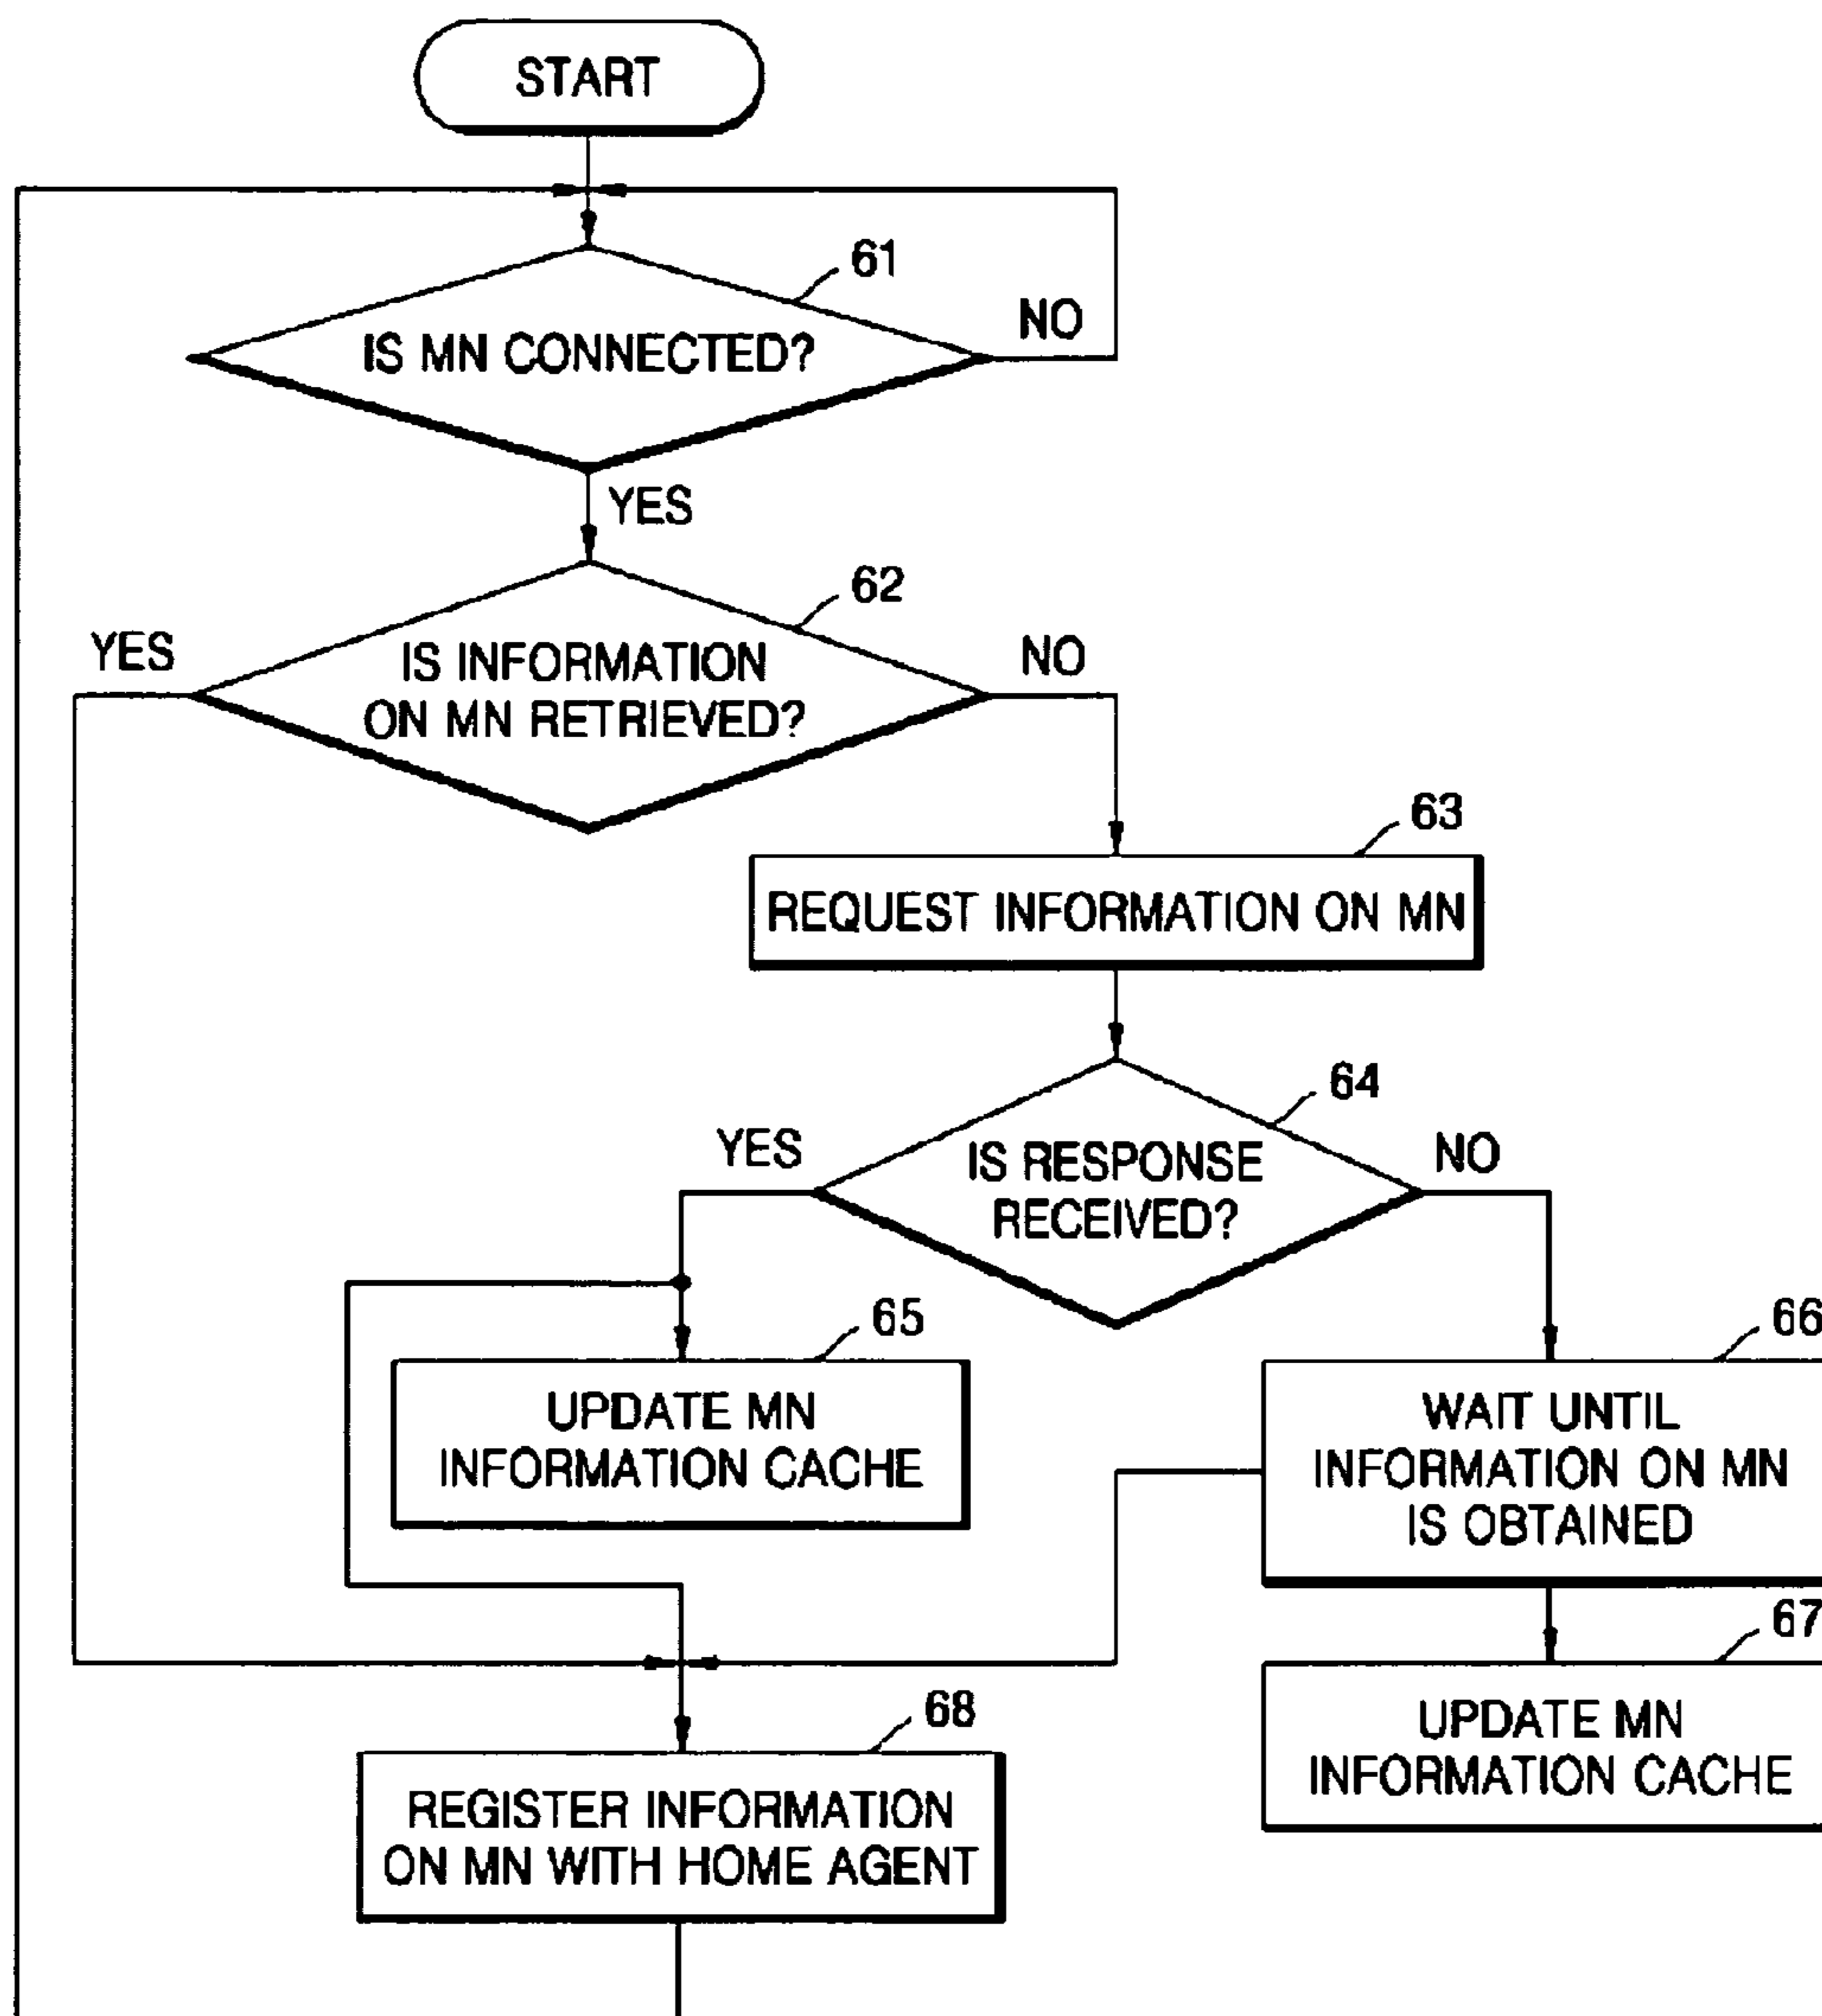 START
61
IS MN CONNECTED?
NO
YES
62
YES
IS INFORMATION
ON MN RETRIEVED?
NO
63
REQUEST INFORMATION ON MN
64
YES
IS RESPONSE
RECEIVED?
NO
65
UPDATE MN
INFORMATION CACHE
66
WAIT UNTIL
INFORMATION ON MN
IS OBTAINED
67
UPDATE MN
INFORMATION CACHE
68
REGISTER INFORMATION
ON MN WITH HOME AGENT